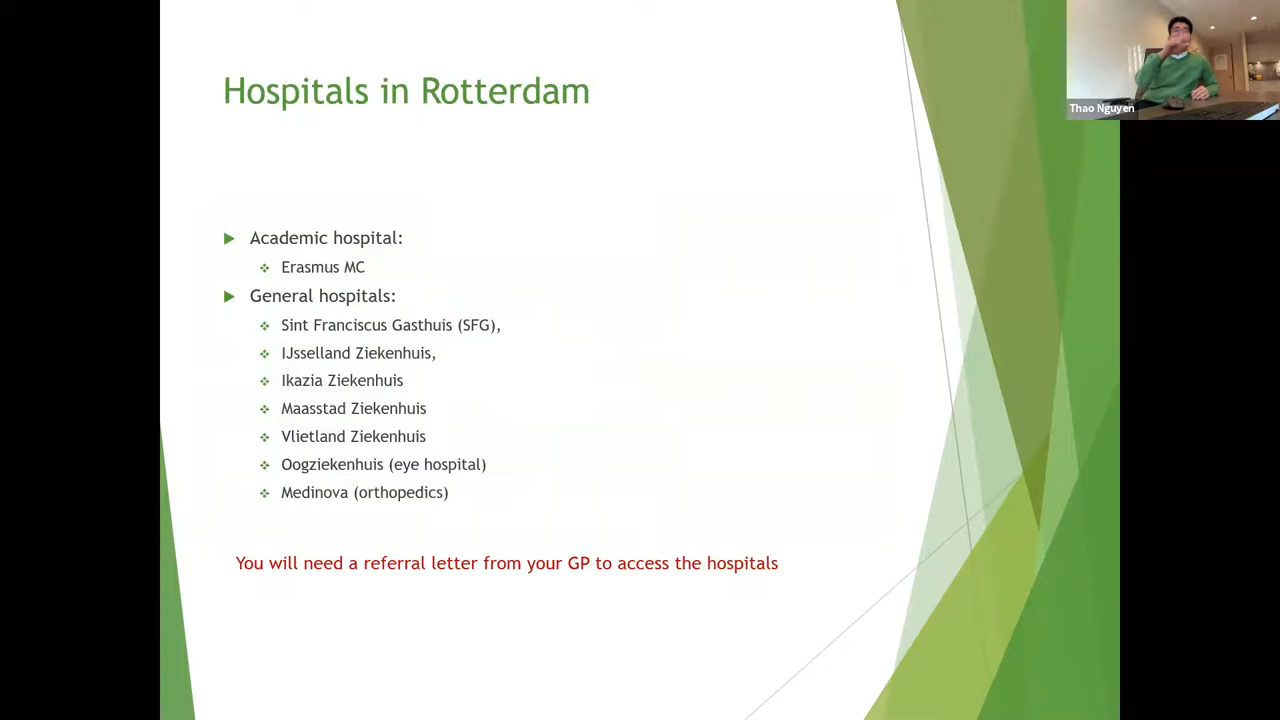 Hospitals in Rotterdam
Thao Nguyen
Academic hospital:
Erasmus MC
General hospitals:
Sint Franciscus Gasthuis (SFG),
IJsselland Ziekenhuis,
Ikazia Ziekenhuis
Maasstad Ziekenhuis
Vlietland Ziekenhuis
Oogziekenhuis (eye hospital)
Medinova (orthopedics)
You will need a referral letter from your GP to access the hospitals